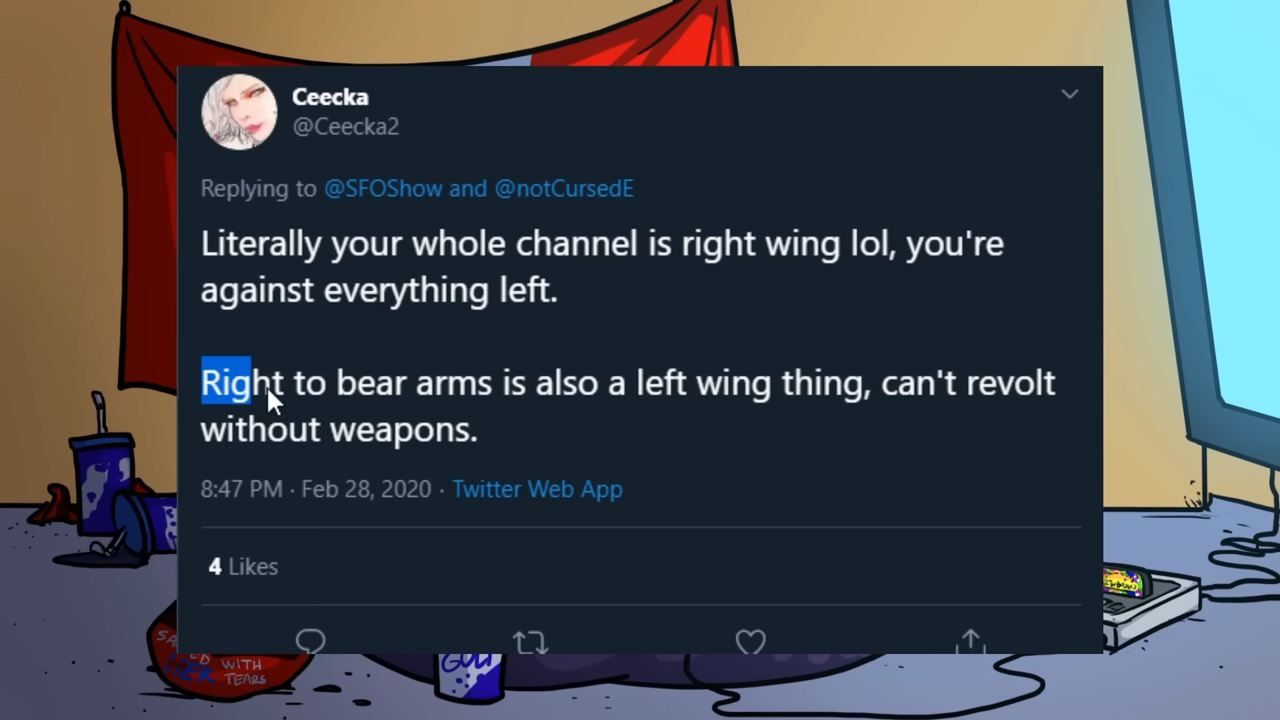 Ceecka
@Ceecka2
Replying to @SFOShow and @notCursedE
Literally your whole channel is right wing lol, you're
against everything left.
Right to bear arms is also a left wing thing, can't revolt
without weapons.
8:47 PM · Feb 28, 2020 · Twitter Web App
4 Likes
WITH
TEARS